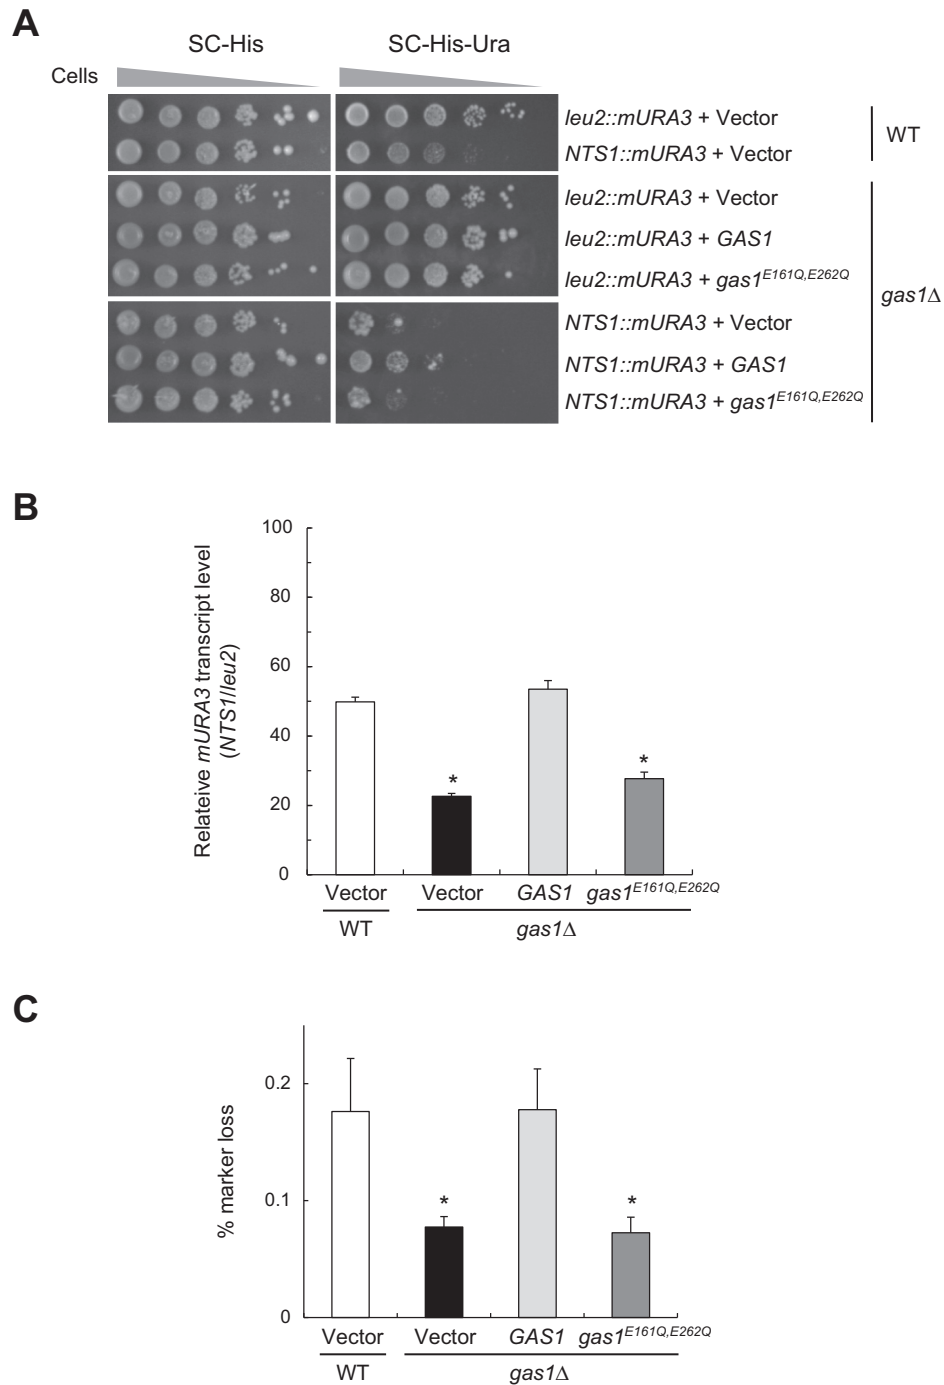 A
SC-His
SC-His-Ura
Cells
leu2::mURA3 + Vector
NTS1::mURA3 + Vector
WT
leu2::mURA3 + Vector
leu2::mURA3 + GAS1
leu2::mURA3 + gas1E161Q,E262Q
NTS1::mURA3 + Vector
NTS1::mURA3 + GAS1
NTS1::mURA3 + gas1E161Q,E262Q
gas1Δ
B
Relateive mURA3 transcript level
(NTS1/leu2)
100
80
60
40
20
0
*
*
Vector
Vector
GAS1
gas1E161Q,E262Q
WT
gas1Δ
C
% marker loss
0.2
0.1
0
*
*
Vector
Vector
GAS1
gas1E161Q,E262Q
WT
gas1Δ